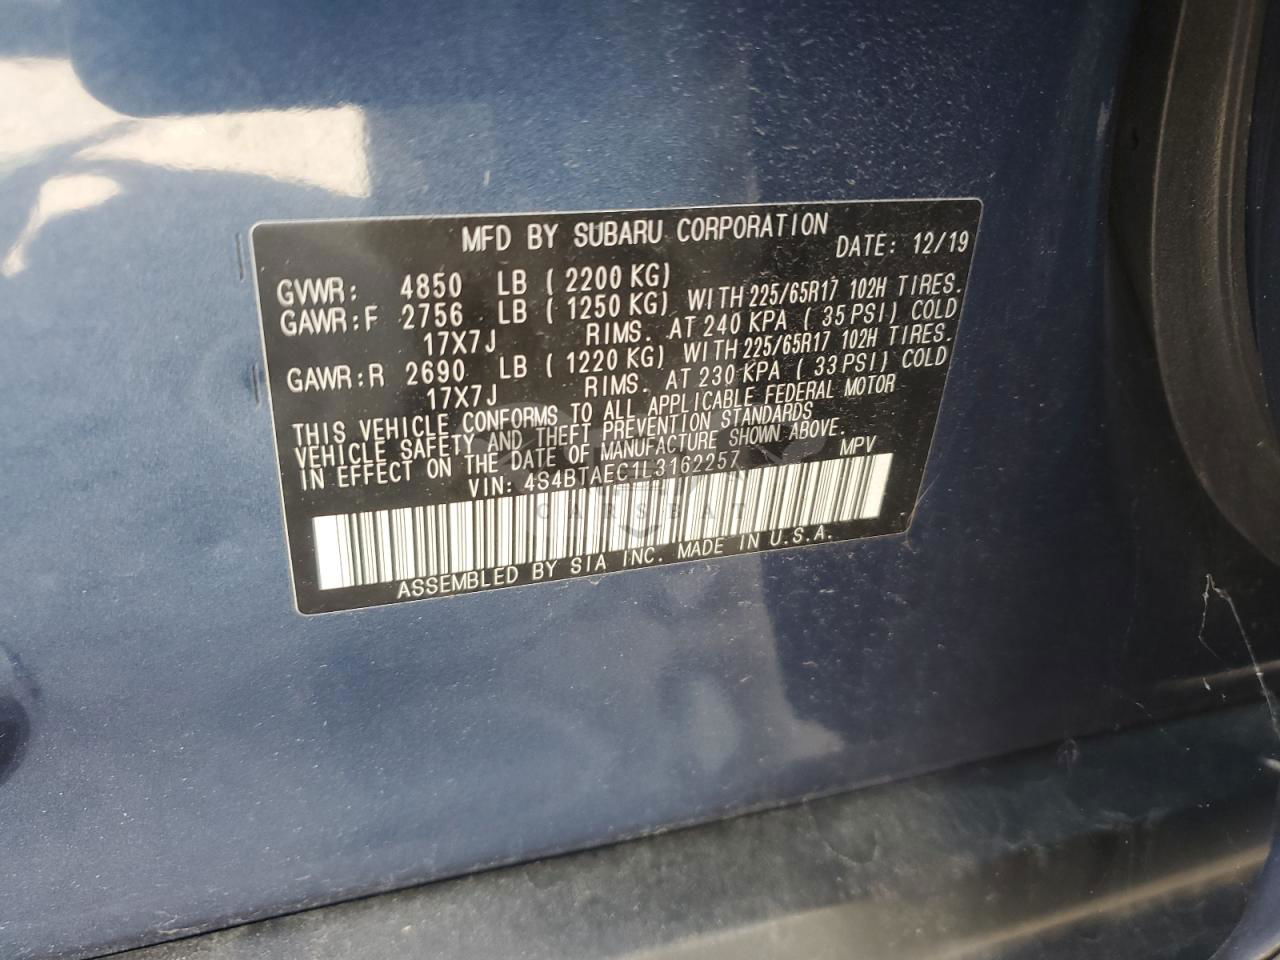 MFD BY SUBARU CORPORATION
DATE: 12/19
GVWR: 4850 LB ( 2200 KG)
GAWR:F 2756 LB ( 1250 KG) WITH 225/65R17 102H TIRES.
17X7J RIMS. AT 240 KPA ( 35 PSI) COLD
GAWR:R 2690 LB ( 1220 KG) WITH 225/65R17 102H TIRES.
17X7J RIMS. AT 230 KPA ( 33 PSI) COLD
THIS VEHICLE CONFORMS TO ALL APPLICABLE FEDERAL MOTOR
VEHICLE SAFETY AND THEFT PREVENTION STANDARDS
IN EFFECT ON THE DATE OF MANUFACTURE SHOWN ABOVE.
VIN: 4S4BTAEC1L3162257 MPV
CARSBAT
ASSEMBLED BY SIA INC. MADE IN U.S.A.